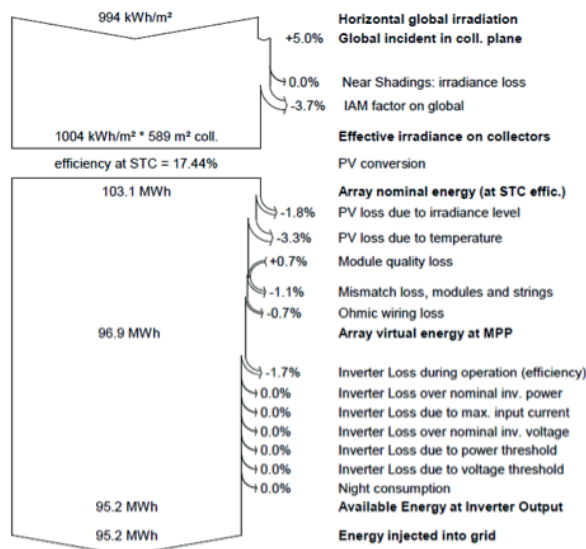 994 kWh/m² Horizontal global irradiation
+5.0% Global incident in coll. plane
0.0% Near Shadings: irradiance loss
-3.7% IAM factor on global
1004 kWh/m² * 589 m² coll. Effective irradiance on collectors
efficiency at STC = 17.44% PV conversion
103.1 MWh Array nominal energy (at STC effic.)
-1.8% PV loss due to irradiance level
-3.3% PV loss due to temperature
+0.7% Module quality loss
-1.1% Mismatch loss, modules and strings
-0.7% Ohmic wiring loss
96.9 MWh Array virtual energy at MPP
-1.7% Inverter Loss during operation (efficiency)
0.0% Inverter Loss over nominal inv. power
0.0% Inverter Loss due to max. input current
0.0% Inverter Loss over nominal inv. voltage
0.0% Inverter Loss due to power threshold
0.0% Inverter Loss due to voltage threshold
0.0% Night consumption
95.2 MWh Available Energy at Inverter Output
95.2 MWh Energy injected into grid